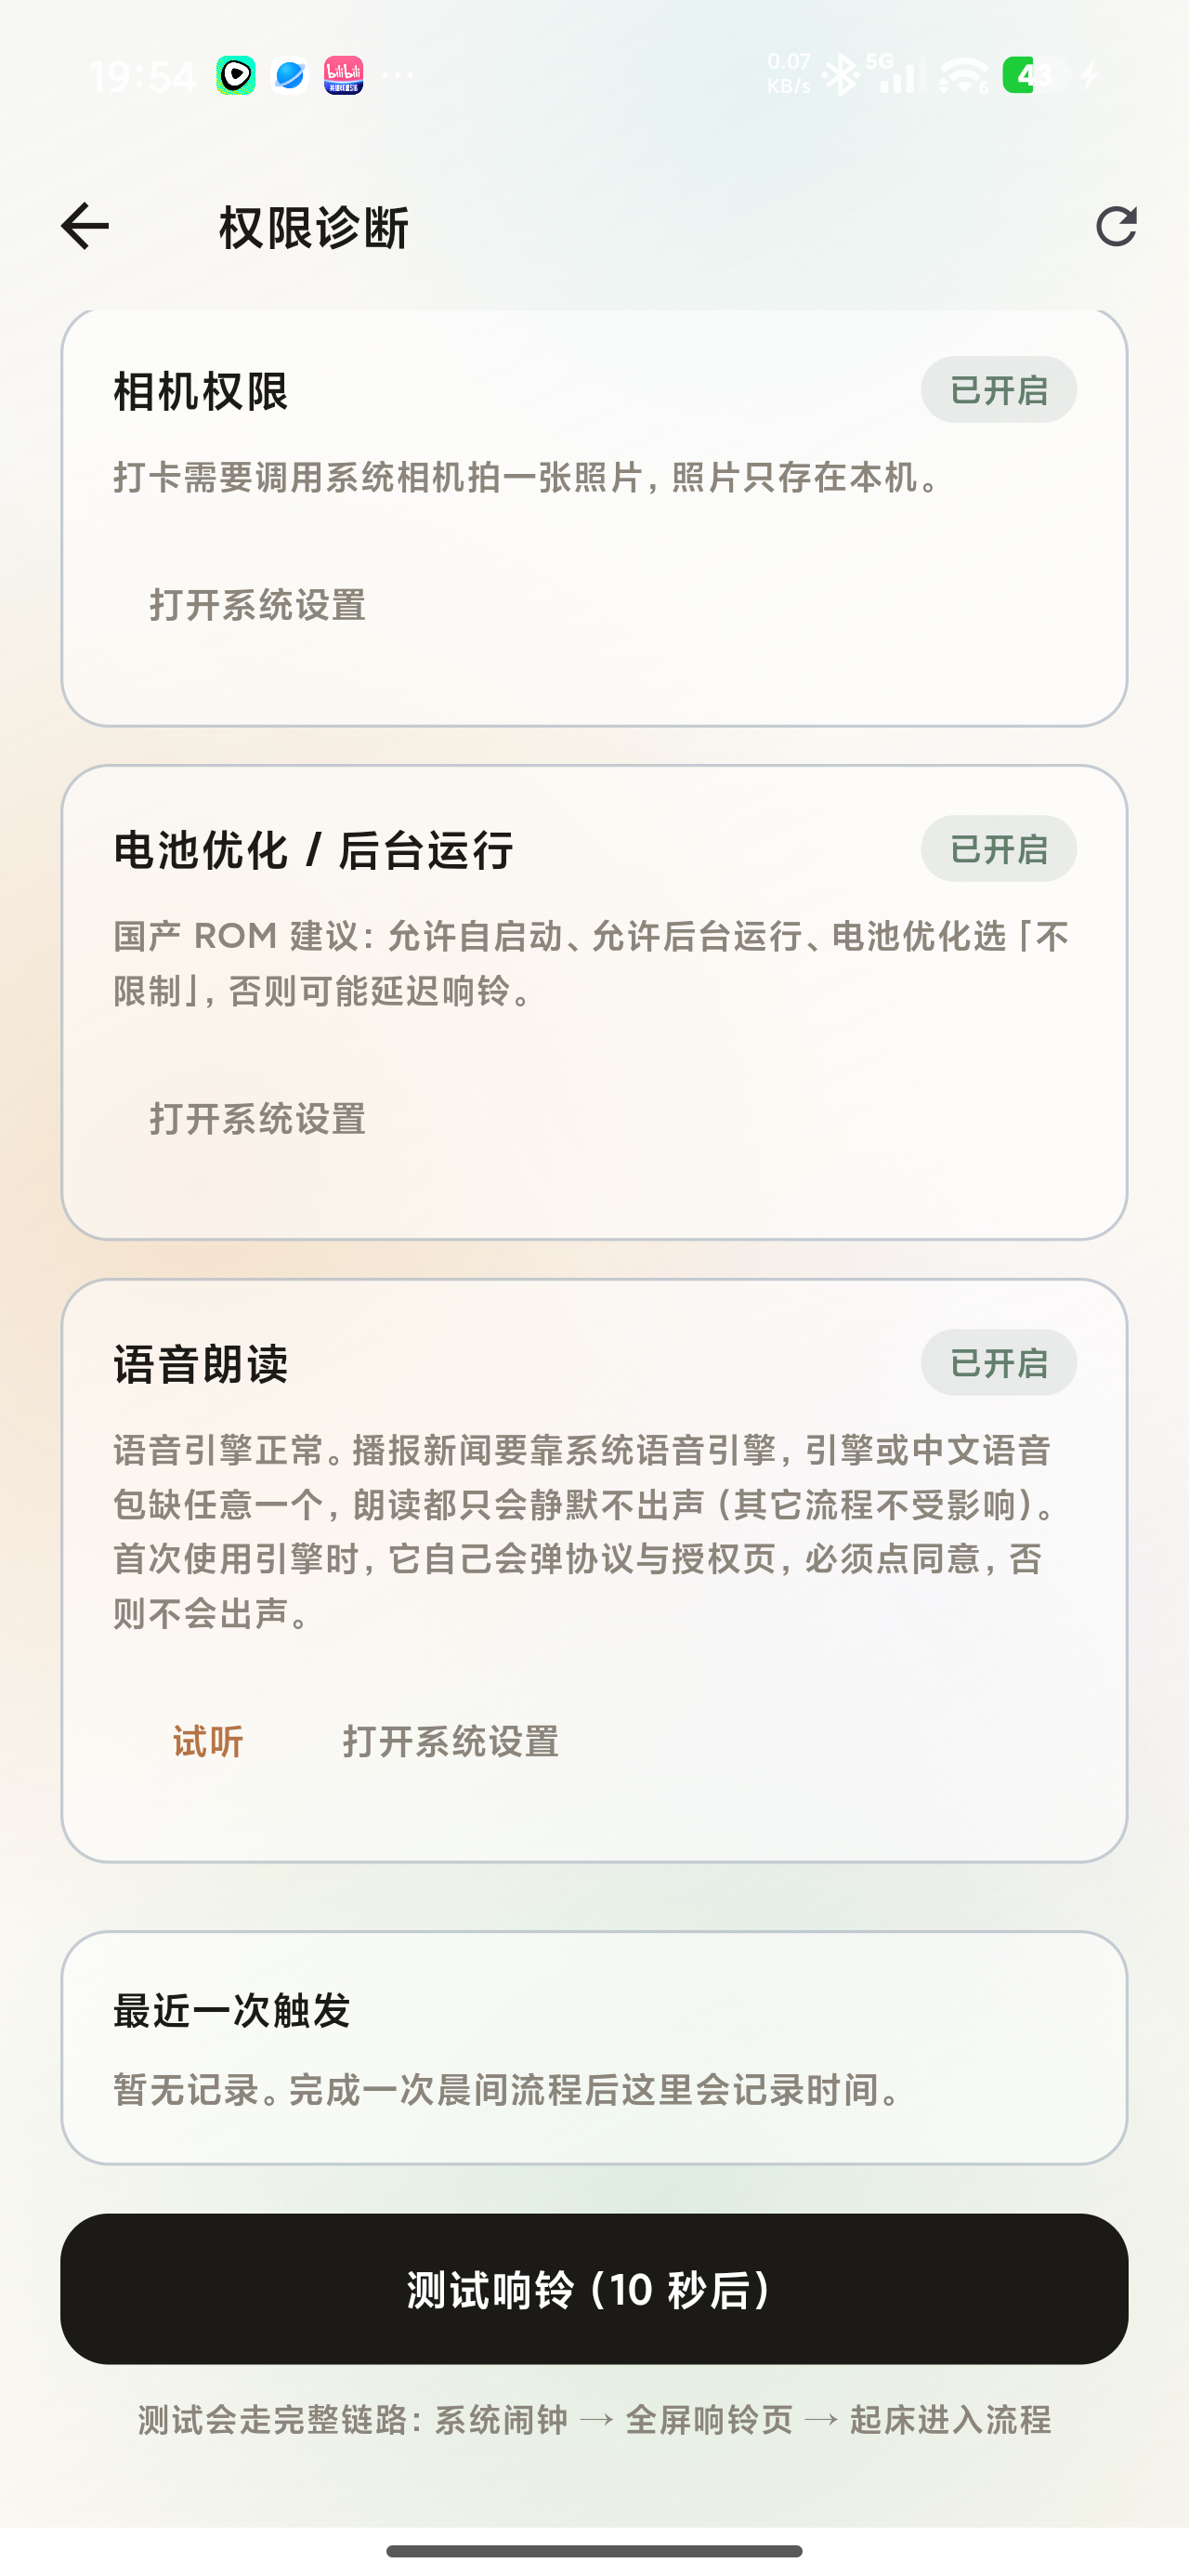 19:54
bilibili
0.07
KB/s
5G
6
43
权限诊断
相机权限
已开启
打卡需要调用系统相机拍一张照片，照片只存在本机。
打开系统设置
电池优化 / 后台运行
已开启
国产 ROM 建议：允许自启动、允许后台运行、电池优化选「不
限制」，否则可能延迟响铃。
打开系统设置
语音朗读
已开启
语音引擎正常。播报新闻要靠系统语音引擎，引擎或中文语音
包缺任意一个，朗读都只会静默不出声（其它流程不受影响）。
首次使用引擎时，它自己会弹协议与授权页，必须点同意，否
则不会出声。
试听
打开系统设置
最近一次触发
暂无记录。完成一次晨间流程后这里会记录时间。
测试响铃（10 秒后）
测试会走完整链路：系统闹钟 → 全屏响铃页 → 起床进入流程